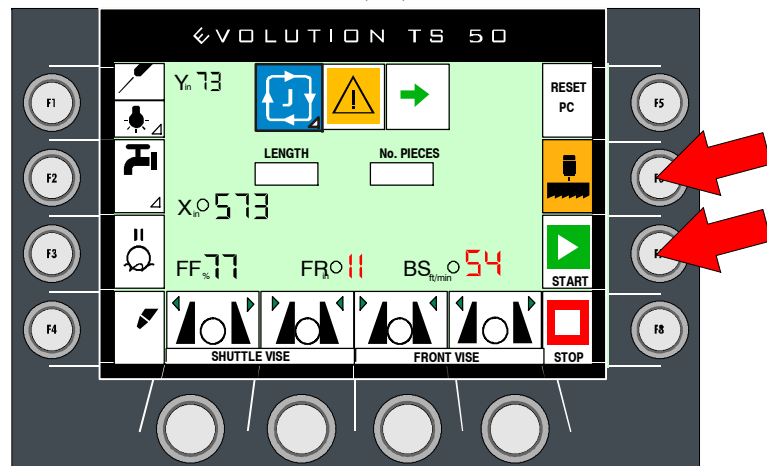 EVOLUTION TS 50
F1
Yin 73
J
RESET
PC
F5
F2
LENGTH
No. PIECES
Xin 573
F3
FF% 77
FRin 11
BSft/min 54
START
F4
SHUTTLE VISE
FRONT VISE
STOP
F8